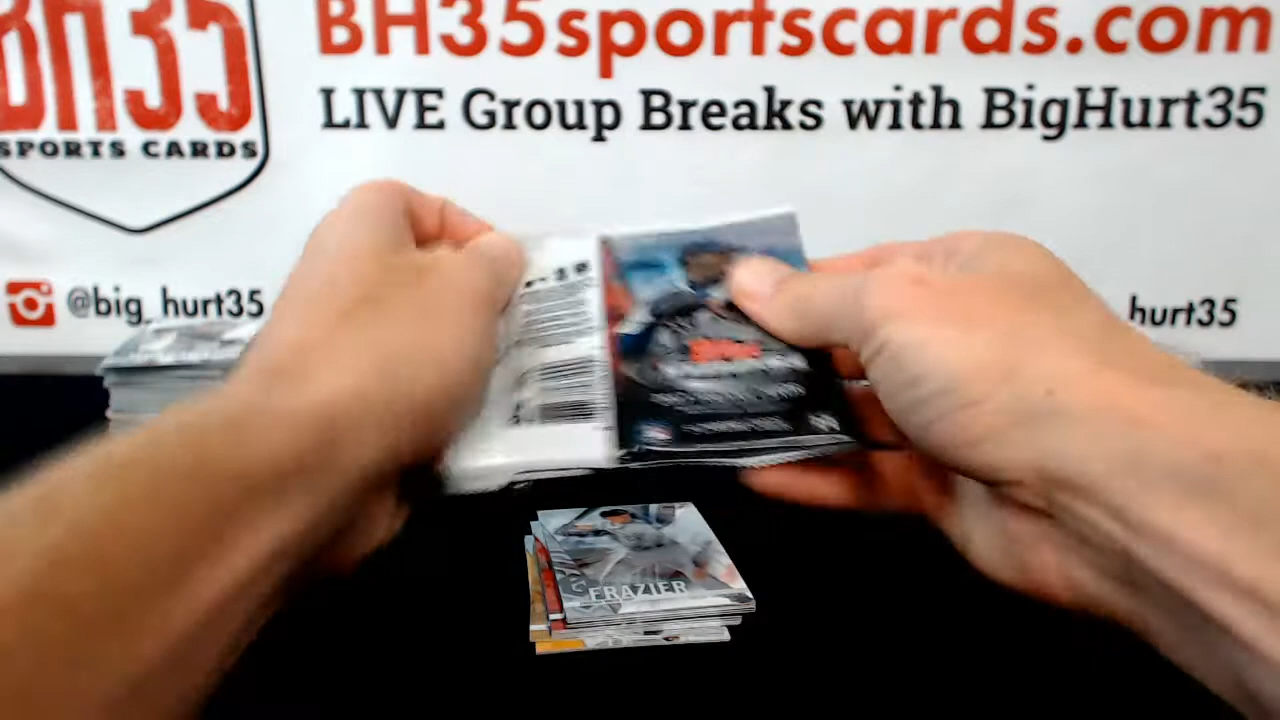 BH35
SPORTS CARDS
BH35sportscards.com
LIVE Group Breaks with BigHurt35
@big_hurt35
hurt35
FRAZIER